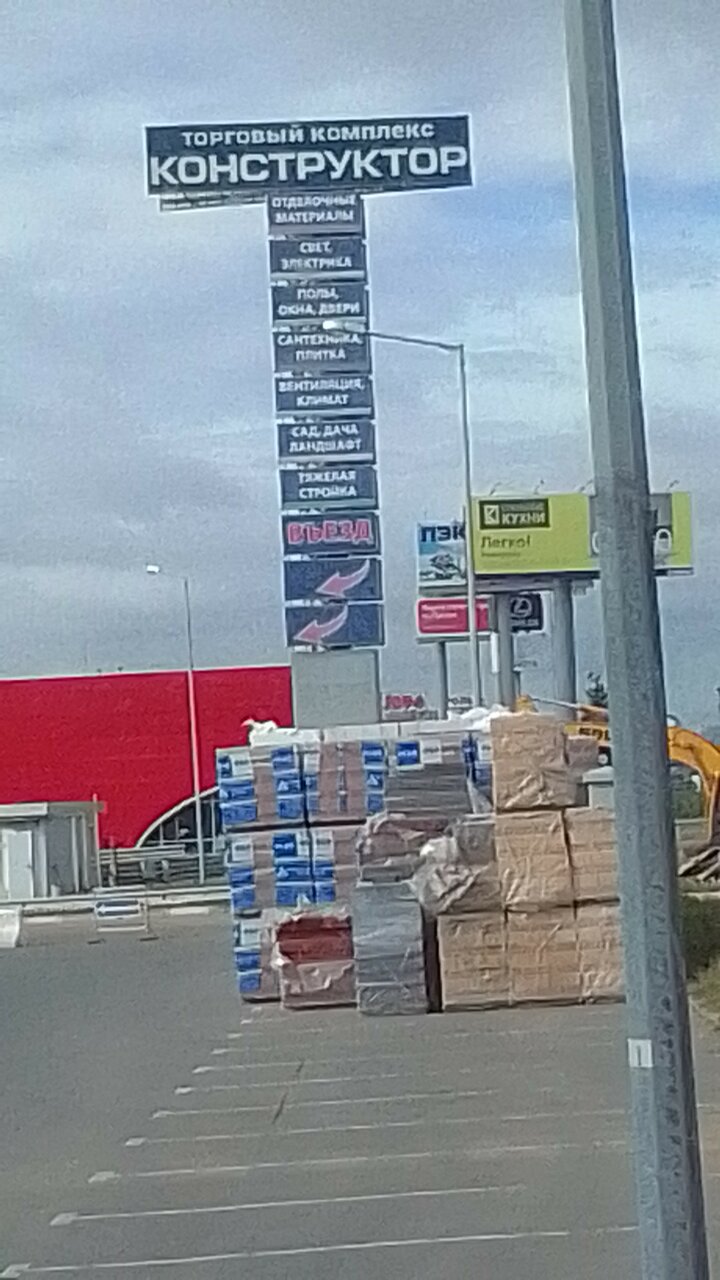 ТОРГОВЫЙ КОМПЛЕКС
КОНСТРУКТОР
ОТДЕЛОЧНЫЕ
МАТЕРИАЛЫ
СВЕТ,
ЭЛЕКТРИКА
ПОЛЫ,
ОКНА, ДВЕРИ
САНТЕХНИКА,
ПЛИТКА
ВЕНТИЛЯЦИЯ,
КЛИМАТ
САД, ДАЧА
ЛАНДШАФТ
ТЯЖЕЛАЯ
СТРОЙКА
ВЪЕЗД
ПЭК
КУХНИ
Легко!